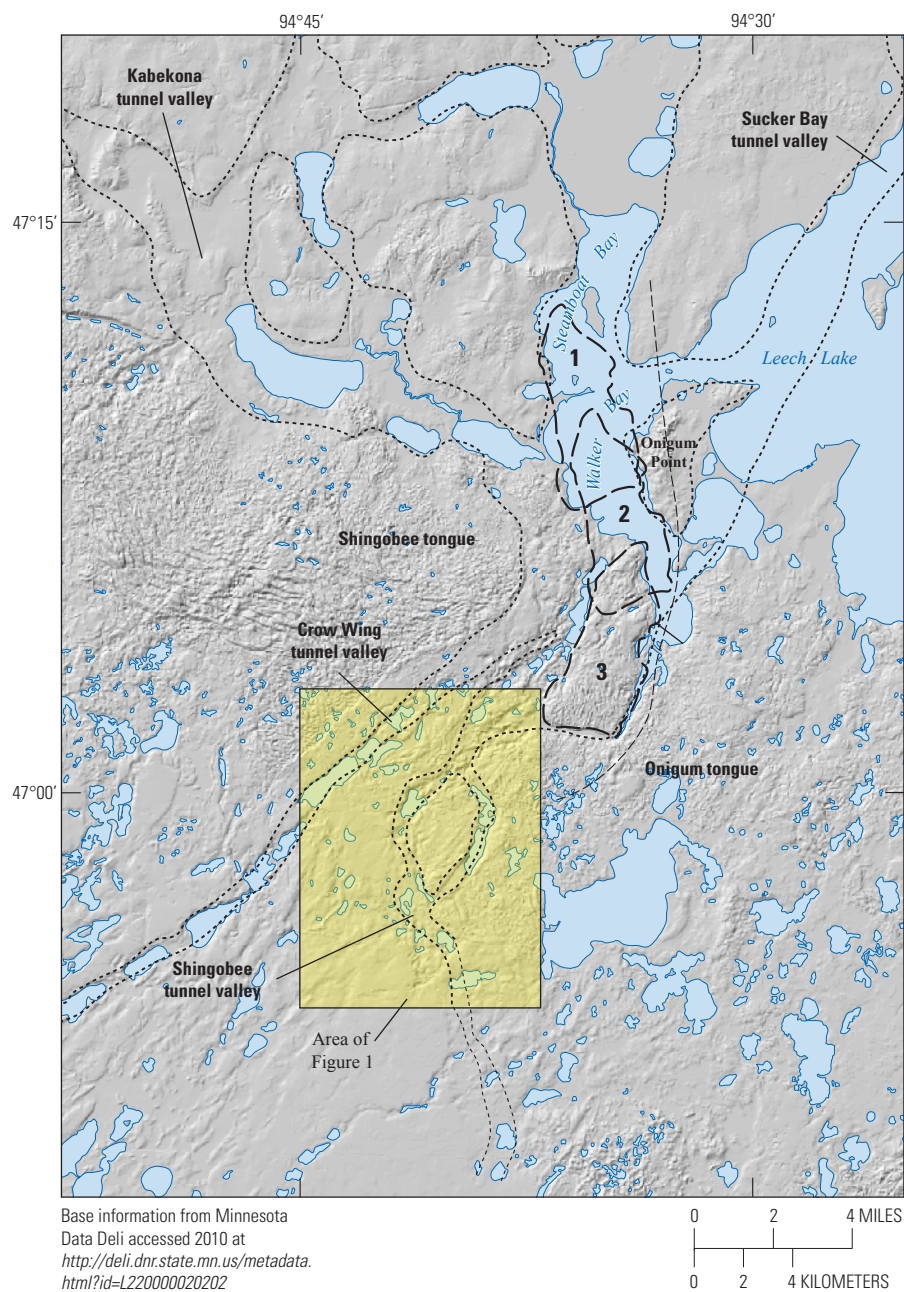 94°45′
94°30′
Kabekona
tunnel valley
Sucker Bay
tunnel valley
47°15′
Steamboat Bay
Leech Lake
1
Walker Bay
Onigum
Point
2
Shingobee tongue
Crow Wing
tunnel valley
3
Onigum tongue
47°00′
Shingobee
tunnel valley
Area of
Figure 1
Base information from Minnesota
Data Deli accessed 2010 at
http://deli.dnr.state.mn.us/metadata.
html?id=L220000020202
0 2 4 MILES
0 2 4 KILOMETERS